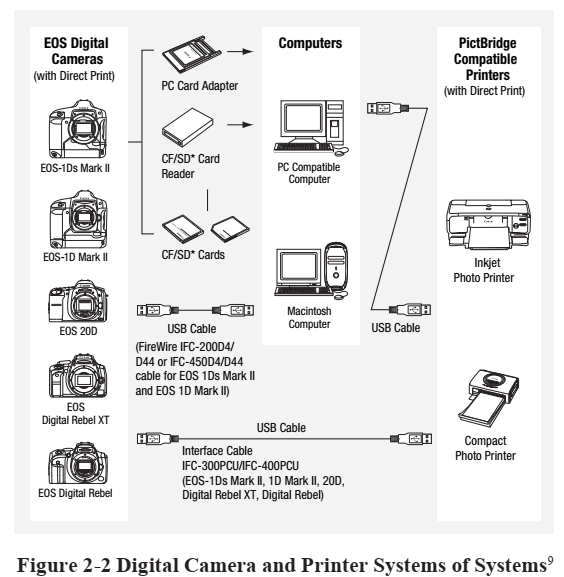 EOS Digital
Cameras
(with Direct Print)
EOS-1Ds Mark II
EOS-1D Mark II
EOS 20D
EOS
Digital Rebel XT
EOS Digital Rebel
PC Card Adapter
CF/SD* Card
Reader
CF/SD* Cards
USB Cable
(FireWire IFC-200D4/
D44 or IFC-450D4/D44
cable for EOS 1Ds Mark II
and EOS 1D Mark II)
Computers
PC Compatible
Computer
Macintosh
Computer
USB Cable
USB Cable
Interface Cable
IFC-300PCU/IFC-400PCU
(EOS-1Ds Mark II, 1D Mark II, 20D,
Digital Rebel XT, Digital Rebel)
PictBridge
Compatible
Printers
(with Direct Print)
Inkjet
Photo Printer
Compact
Photo Printer
Figure 2-2 Digital Camera and Printer Systems of Systems⁹